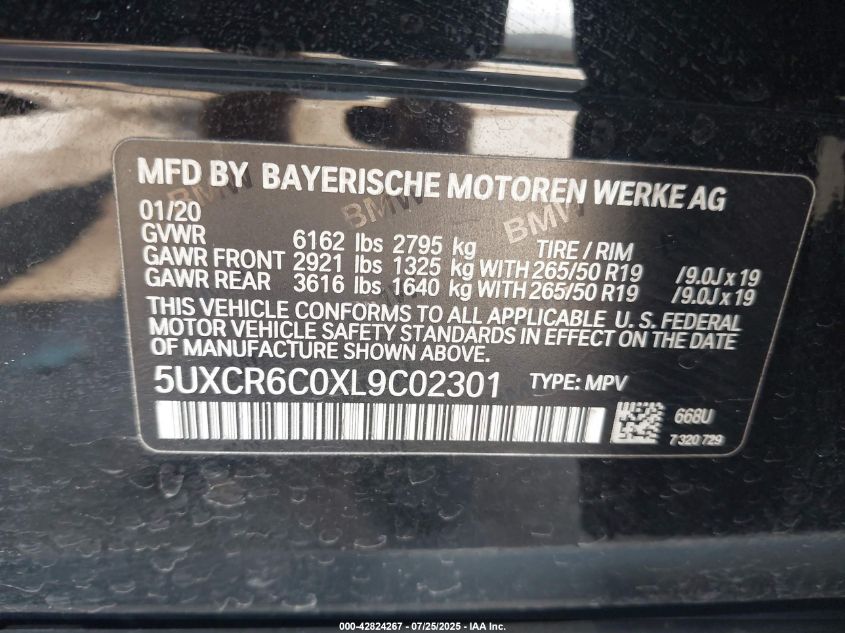 MFD BY BAYERISCHE MOTOREN WERKE AG
01/20
GVWR 6162 lbs 2795 kg TIRE / RIM
GAWR FRONT 2921 lbs 1325 kg WITH 265/50 R19 /9.0J x 19
GAWR REAR 3616 lbs 1640 kg WITH 265/50 R19 /9.0J x 19
THIS VEHICLE CONFORMS TO ALL APPLICABLE U. S. FEDERAL
MOTOR VEHICLE SAFETY STANDARDS IN EFFECT ON THE DATE
OF MANUFACTURE SHOWN ABOVE.
5UXCR6C0XL9C02301 TYPE: MPV
668U
7 320 729
BMW
BMW
BMW
000-42824267 - 07/25/2025 - IAA Inc.